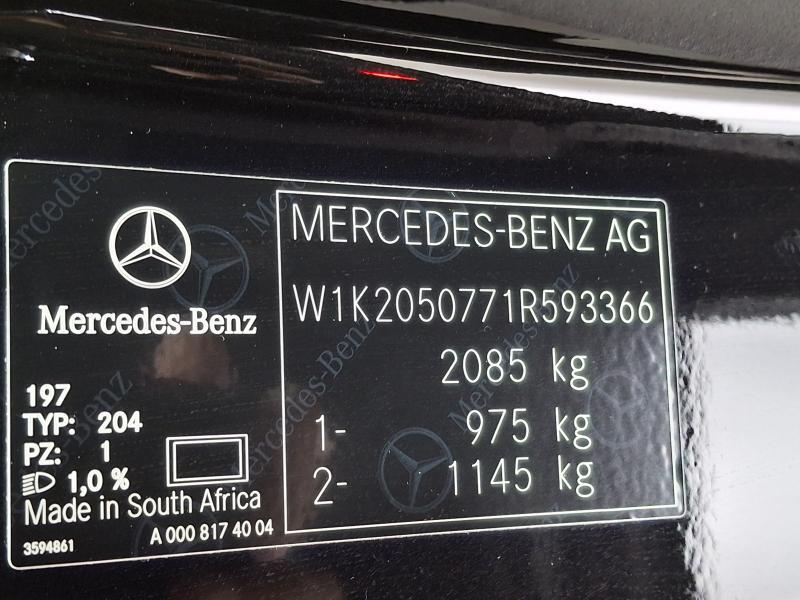 Mercedes-Benz
197
TYP: 204
PZ: 1
1,0 %
Made in South Africa
3594861 A 000 817 40 04
MERCEDES-BENZ AG
W1K2050771R593366
2085 kg
1- 975 kg
2- 1145 kg